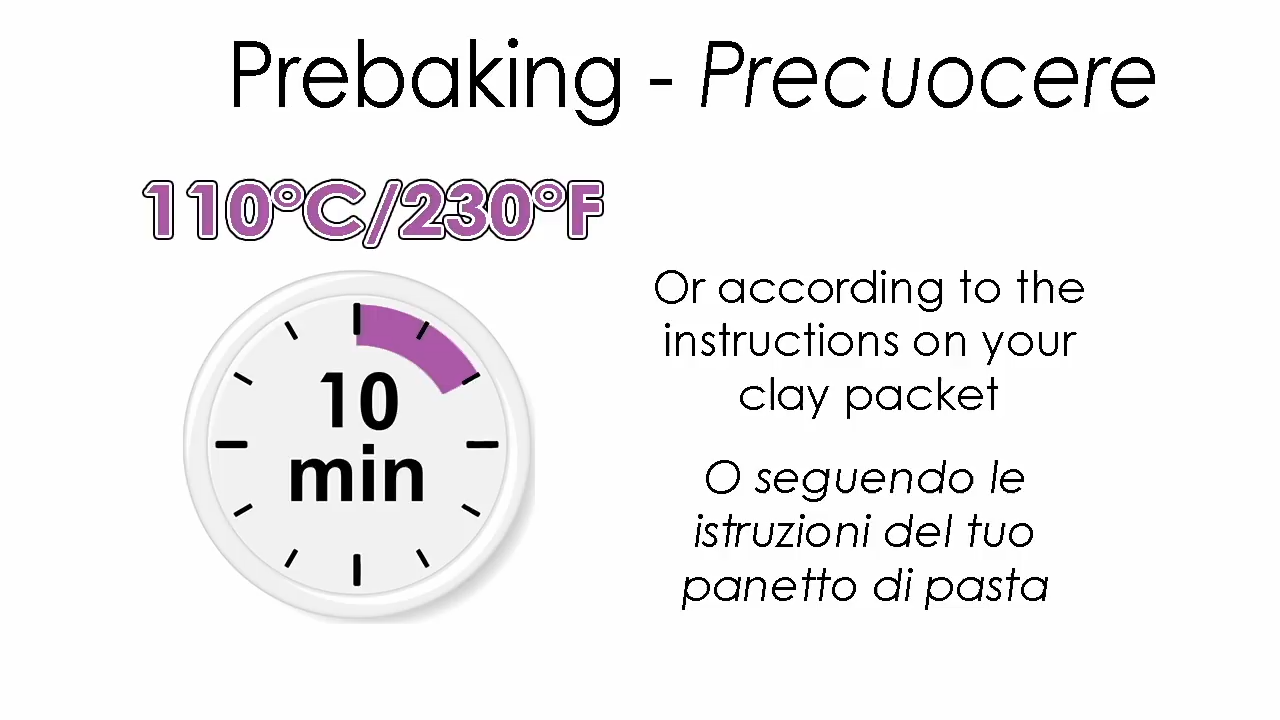 Prebaking - Precuocere
110°C/230°F
10
min
Or according to the
instructions on your
clay packet
O seguendo le
istruzioni del tuo
panetto di pasta